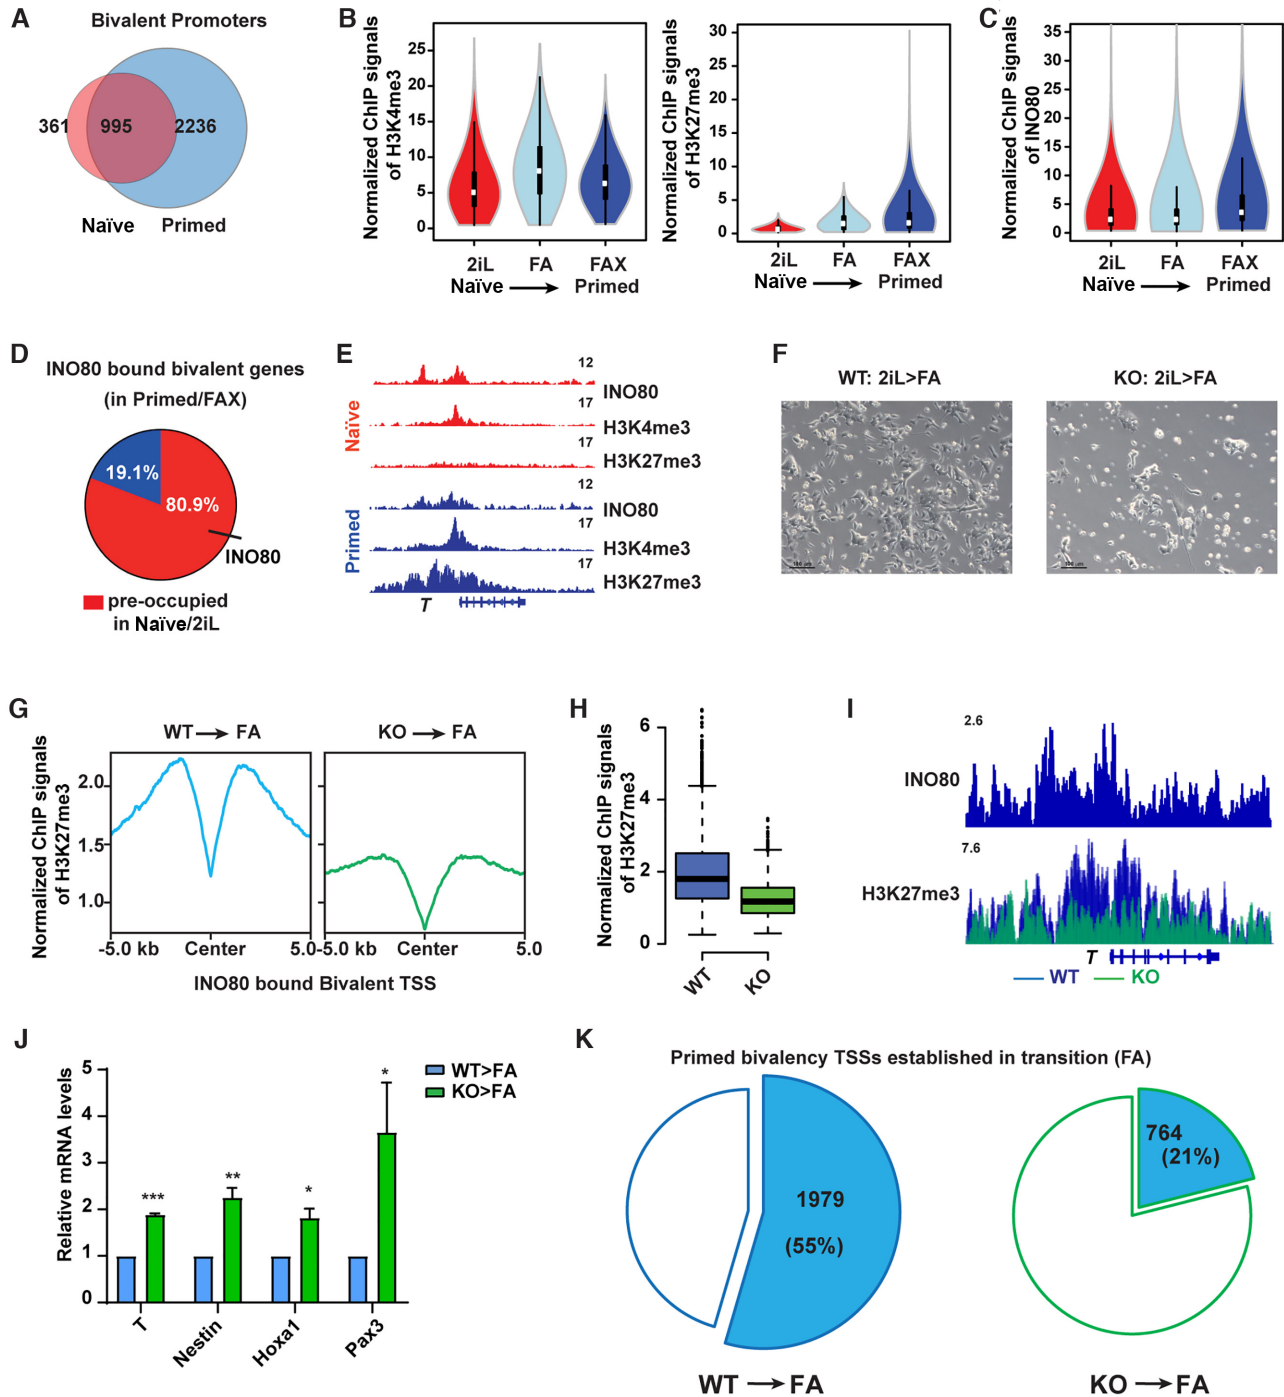 A
Bivalent Promoters
361
995
2236
Naïve
Primed
B
Normalized ChIP signals
of H3K4me3
25
20
15
10
5
0
2iL
FA
FAX
Naïve
Primed
Normalized ChIP signals
of H3K27me3
30
25
20
15
10
5
0
2iL
FA
FAX
Naïve
Primed
C
Normalized ChIP signals
of INO80
35
30
25
20
15
10
5
0
2iL
FA
FAX
Naïve
Primed
D
INO80 bound bivalent genes
(in Primed/FAX)
19.1%
80.9%
INO80
pre-occupied
in Naïve/2iL
E
Naïve
12
INO80
17
H3K4me3
17
H3K27me3
Primed
12
INO80
17
H3K4me3
17
H3K27me3
T
F
WT: 2iL>FA
KO: 2iL>FA
G
Normalized ChIP signals
of H3K27me3
WT → FA
KO → FA
2.0
1.5
1.0
-5.0 kb
Center
5.0
-5.0 kb
Center
5.0
INO80 bound Bivalent TSS
H
Normalized ChIP signals
of H3K27me3
6
4
2
0
WT
KO
I
2.6
INO80
7.6
H3K27me3
T
WT
KO
J
Relative mRNA levels
5
4
3
2
1
0
***
**
*
*
WT>FA
KO>FA
T
Nestin
Hoxa1
Pax3
K
Primed bivalency TSSs established in transition (FA)
1979
(55%)
764
(21%)
WT → FA
KO → FA